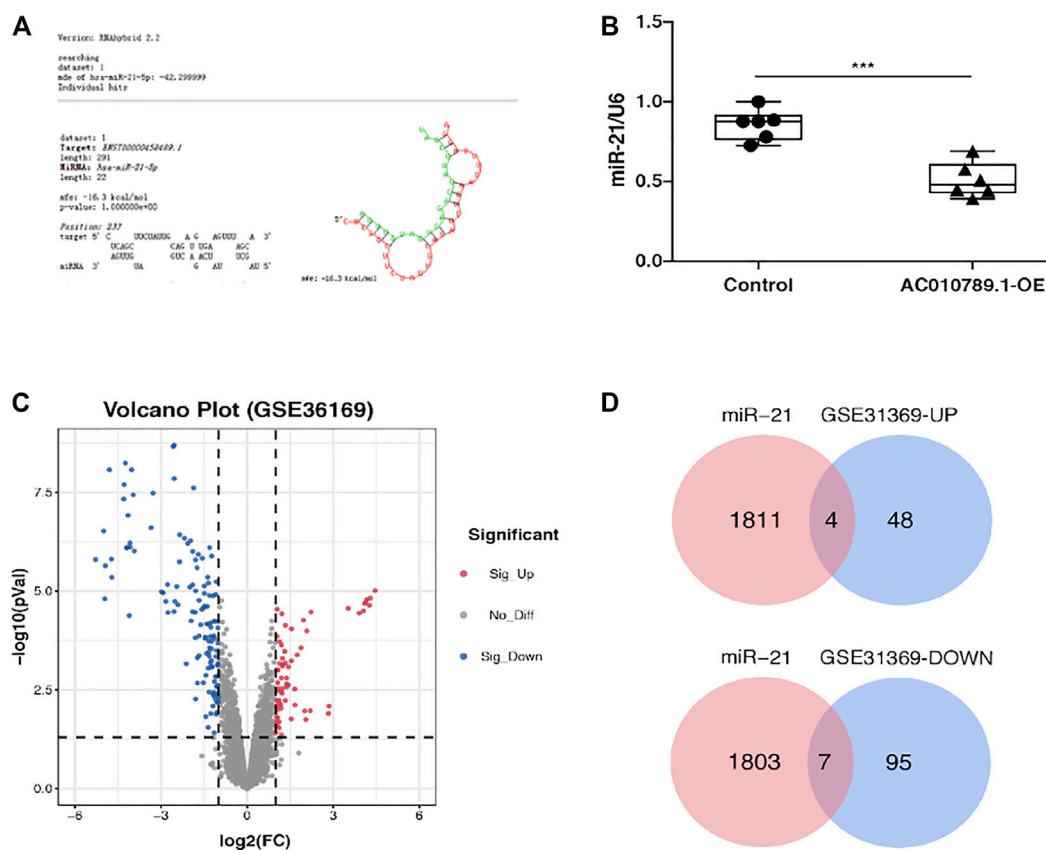 A
Version: RNAhybrid 2.2
searching
dataset: 1
mde of hsa-miR-21-5p: -42.299999
Individual hits
dataset: 1
Target: ENST00000458489.1
length: 291
MiRNA: hsa-miR-21-5p
length: 22
mfe: -16.3 kcal/mol
p-value: 1.000000e+00
Position: 233
target 5' C UUCUAUUG A G AGUUU A 3'
UCAGC CAG U UGA AGC
AGUUG GUC A ACU UCG
miRNA 3' UA G AU AU 5'
mfe: -16.3 kcal/mol
B
1.5
1.0
0.5
0.0
miR-21/U6
***
Control
AC010789.1-OE
C
Volcano Plot (GSE36169)
7.5
5.0
2.5
0.0
-log10(pVal)
-6
-3
0
3
6
log2(FC)
Significant
Sig_Up
No_Diff
Sig_Down
D
miR-21
GSE31369-UP
1811
4
48
miR-21
GSE31369-DOWN
1803
7
95